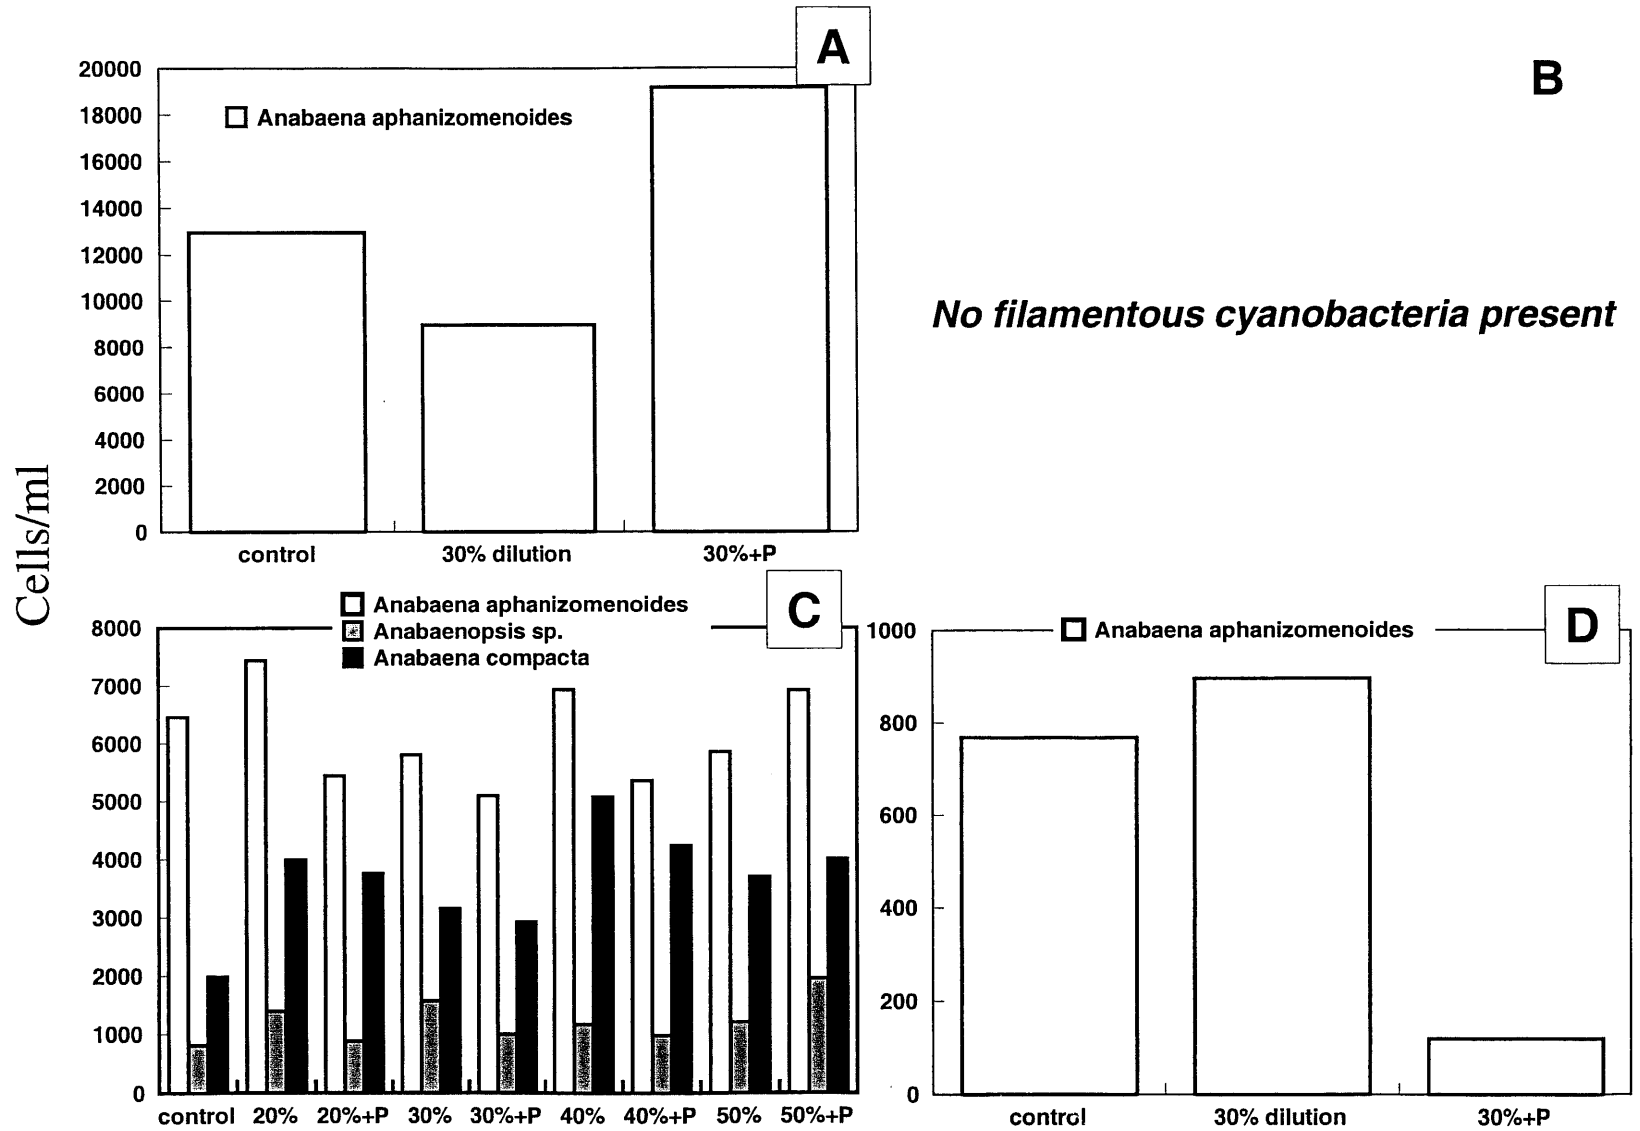 A
20000
18000
16000
14000
12000
10000
8000
6000
4000
2000
0
Anabaena aphanizomenoides
control 30% dilution 30%+P
B
No filamentous cyanobacteria present
Cells/ml
C
Anabaena aphanizomenoides
Anabaenopsis sp.
Anabaena compacta
8000
7000
6000
5000
4000
3000
2000
1000
0
control 20% 20%+P 30% 30%+P 40% 40%+P 50% 50%+P
D
Anabaena aphanizomenoides
1000
800
600
400
200
0
control 30% dilution 30%+P